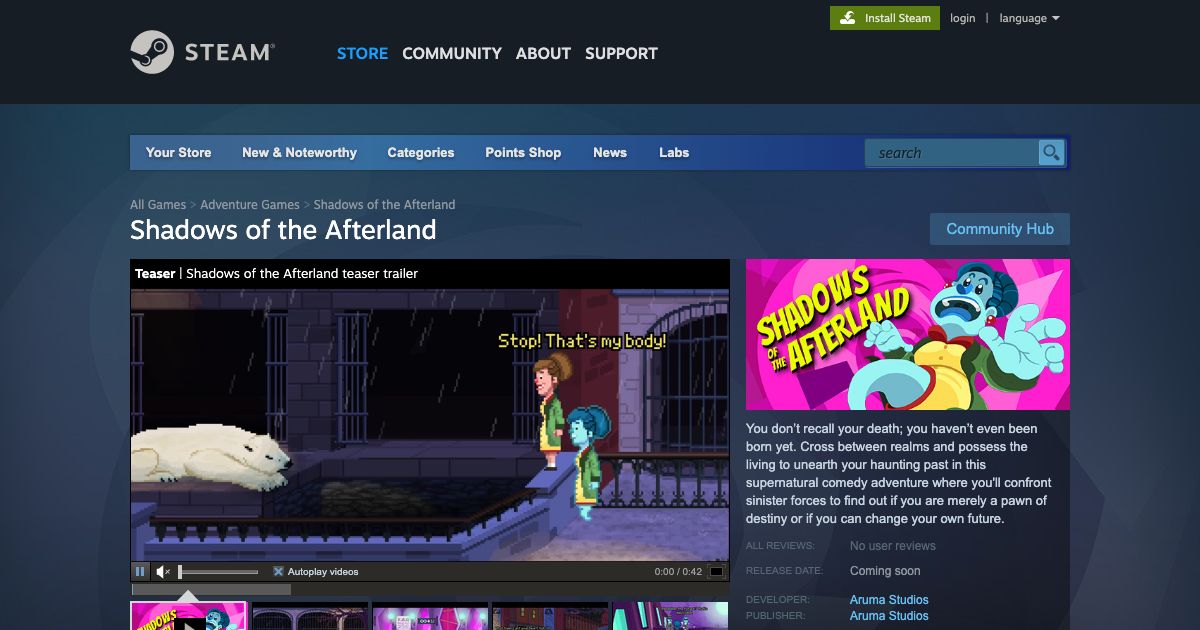 Install Steam login | language
STEAM®
STORE COMMUNITY ABOUT SUPPORT
Your Store New & Noteworthy Categories Points Shop News Labs search
All Games > Adventure Games > Shadows of the Afterland
Shadows of the Afterland
Community Hub
Teaser | Shadows of the Afterland teaser trailer
Stop! That's my body!
0:00 / 0:42
Autoplay videos
SHADOWS
OF THE AFTERLAND
You don't recall your death; you haven't even been
born yet. Cross between realms and possess the
living to unearth your haunting past in this
supernatural comedy adventure where you'll confront
sinister forces to find out if you are merely a pawn of
destiny or if you can change your own future.
ALL REVIEWS: No user reviews
RELEASE DATE: Coming soon
DEVELOPER: Aruma Studios
PUBLISHER: Aruma Studios